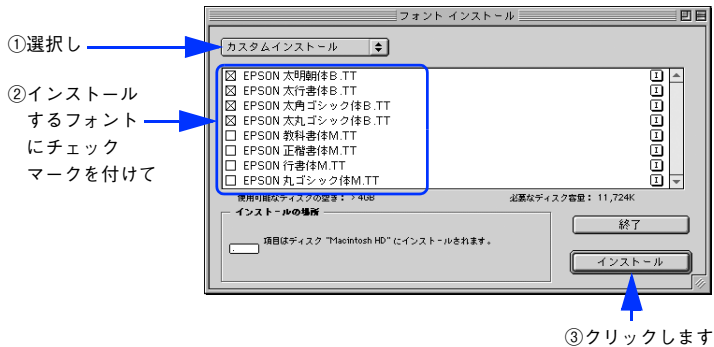 フォント インストール
①選択し
カスタムインストール
②インストール
するフォント
にチェック
マークを付けて
EPSON 太明朝体B.TT
EPSON 太行書体B.TT
EPSON 太角ゴシック体B.TT
EPSON 太丸ゴシック体B.TT
EPSON 教科書体M.TT
EPSON 正楷書体M.TT
EPSON 行書体M.TT
EPSON 丸ゴシック体M.TT
使用可能なディスクの空き： > 4GB 必要なディスク容量： 11,724K
インストールの場所
項目はディスク "Macintosh HD" にインストールされます。
終了
インストール
③クリックします